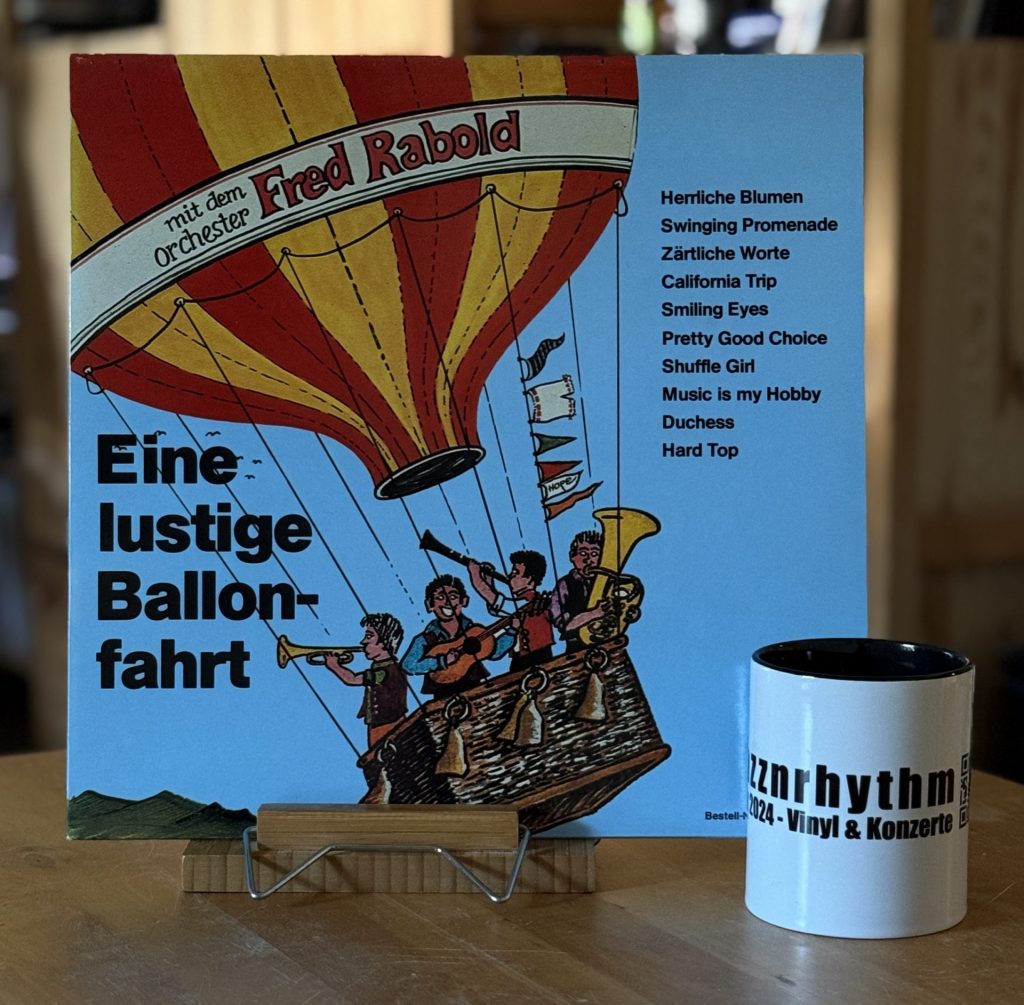 mit dem
orchester Fred Rabold
Herrliche Blumen
Swinging Promenade
Zärtliche Worte
California Trip
Smiling Eyes
Pretty Good Choice
Shuffle Girl
Music is my Hobby
Duchess
Hard Top
HOPE
Eine
lustige
Ballon-
fahrt
Bestell-
zznrhythm
2024 - Vinyl & Konzerte